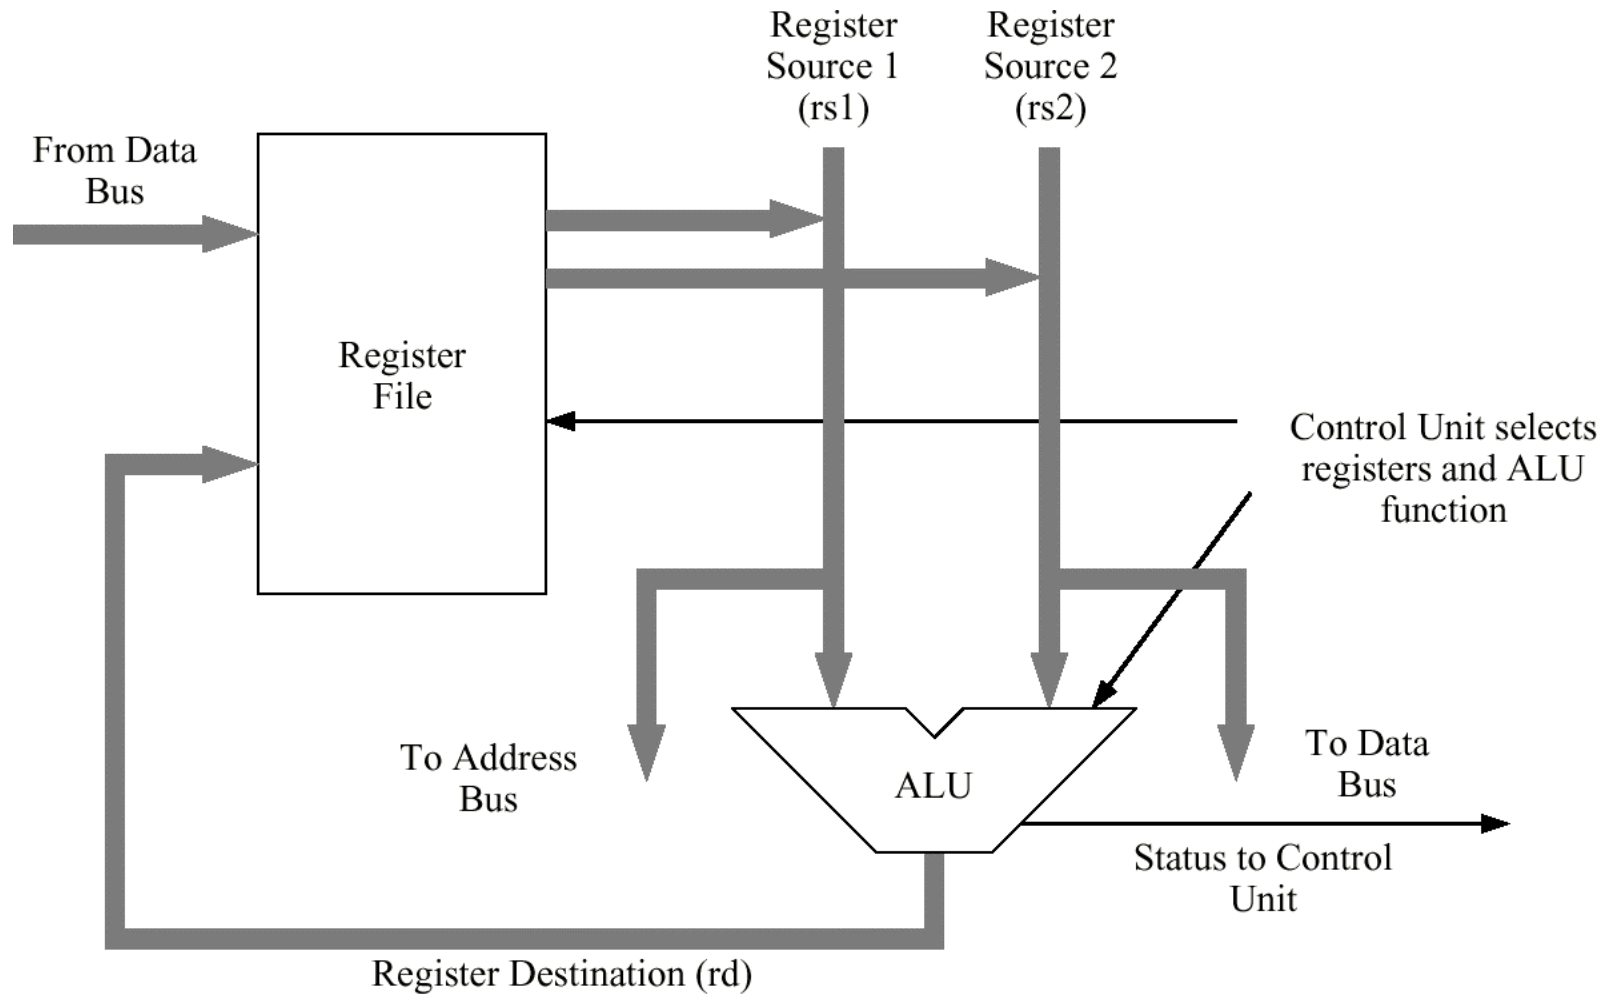 Register
Source 1
(rs1)
Register
Source 2
(rs2)
From Data
Bus
Register
File
Control Unit selects
registers and ALU
function
To Address
Bus
ALU
To Data
Bus
Status to Control
Unit
Register Destination (rd)